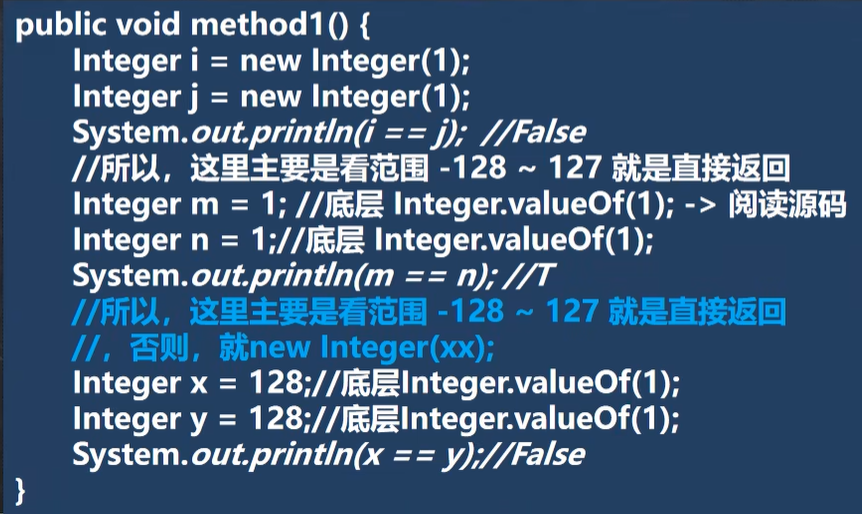 public void method1() {
Integer i = new Integer(1);
Integer j = new Integer(1);
System.out.println(i == j); //False
//所以，这里主要是看范围 -128 ~ 127 就是直接返回
Integer m = 1; //底层 Integer.valueOf(1); -> 阅读源码
Integer n = 1;//底层 Integer.valueOf(1);
System.out.println(m == n); //T
//所以，这里主要是看范围 -128 ~ 127 就是直接返回
//，否则，就new Integer(xx);
Integer x = 128;//底层Integer.valueOf(1);
Integer y = 128;//底层Integer.valueOf(1);
System.out.println(x == y);//False
}